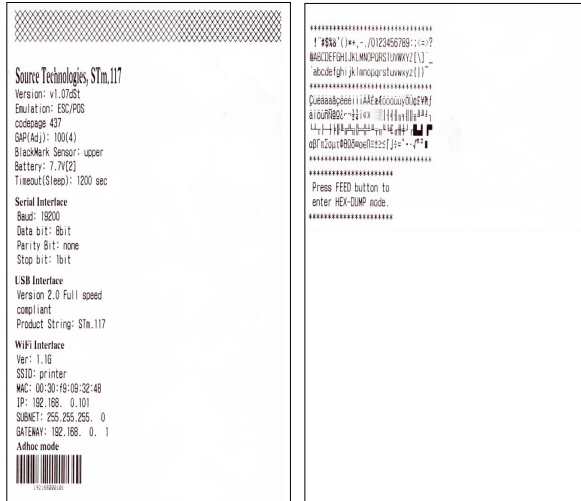 Source Technologies, STm.117
Version: v1.07dSt
Emulation: ESC/POS
codepage 437
GAP(Adj): 100(4)
BlackMark Sensor: upper
Battery: 7.7V[2]
Timeout(Sleep): 1200 sec
Serial Interface
Baud: 19200
Data bit: 8bit
Parity Bit: none
Stop bit: 1bit
USB Interface
Version 2.0 Full speed
compliant
Product String: STm.117
WiFi Interface
Ver: 1.16
SSID: printer
MAC: 00:30:f9:09:32:48
IP: 192.168.  0.101
SUBNET: 255.255.255.  0
GATEWAY: 192.168.  0.  1
Adhoc mode
*********************
!"#$%&'()*+,-./0123456789:;<=>?
@ABCDEFGHIJKLMNOPQRSTUVWXYZ[\]^_
`abcdefghijklmnopqrstuvwxyz{|}~
*********************
*********************
*********************
Press FEED button to
enter HEX-DUMP mode.
*********************